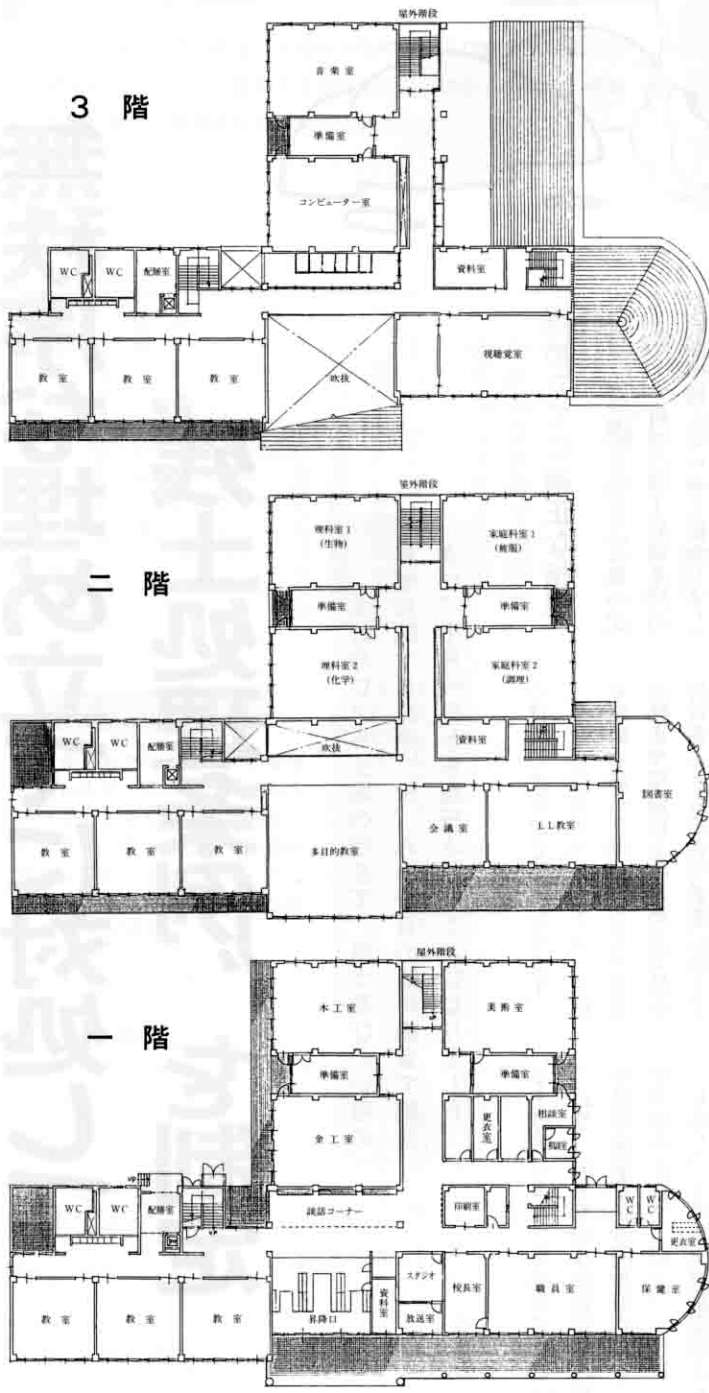 屋外階段
音楽室
3 階
準備室
コンピューター室
WC
WC
配膳室
資料室
教室
教室
教室
吹抜
視聴覚室
屋外階段
理科室1
(生物)
家庭科室1
(被服)
二 階
準備室
準備室
理科室2
(化学)
家庭科室2
(調理)
WC
WC
配膳室
吹抜
資料室
図書室
教室
教室
教室
多目的教室
会議室
LL教室
屋外階段
木工室
美術室
一 階
準備室
準備室
金工室
更衣室
相談室
WC
WC
配膳室
談話コーナー
印刷室
WC
WC
更衣室
教室
教室
教室
昇降口
資料室
スタジオ
放送室
校長室
職員室
保健室